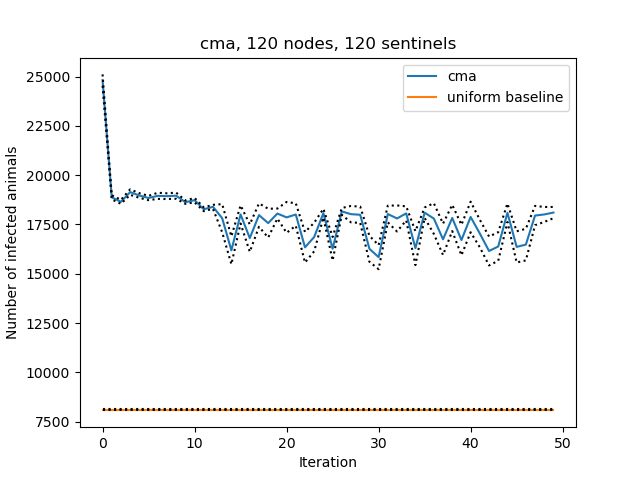 cma, 120 nodes, 120 sentinels
cma
uniform baseline
Number of infected animals
25000
22500
20000
17500
15000
12500
10000
7500
0 10 20 30 40 50
Iteration